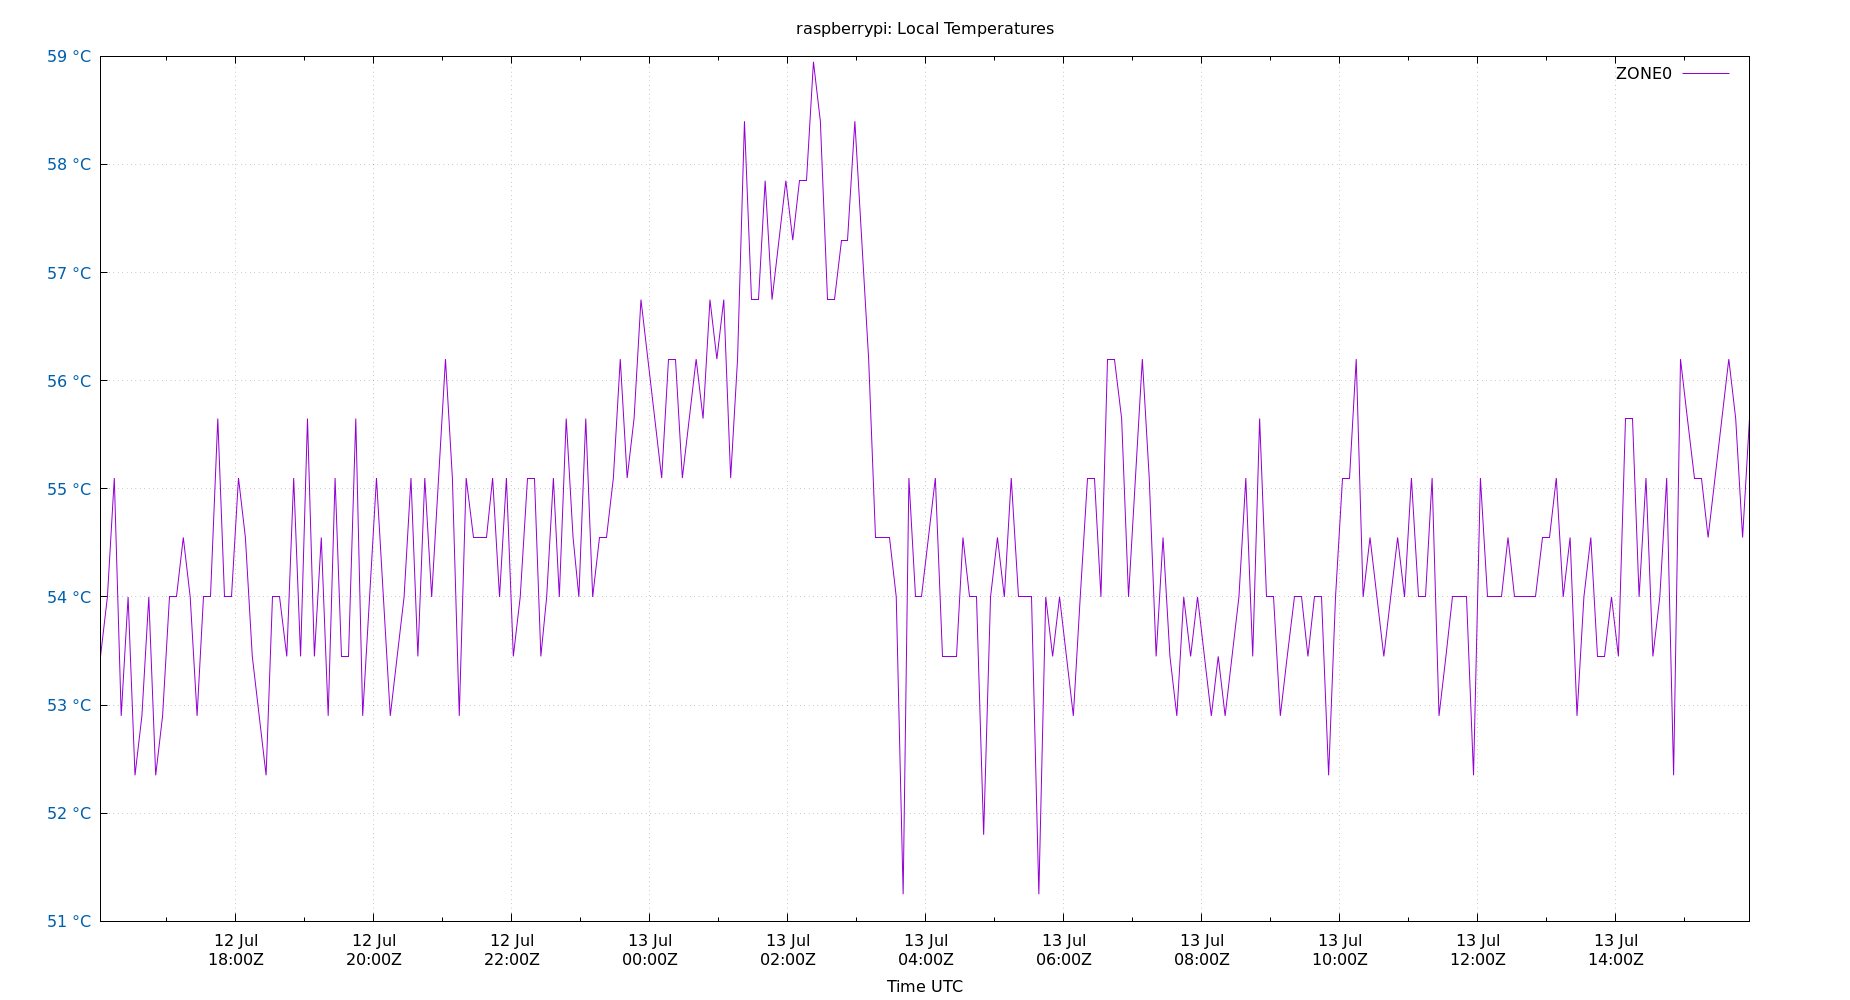 raspberrypi: Local Temperatures
59 °C
ZONE0
58 °C
57 °C
56 °C
55 °C
54 °C
53 °C
52 °C
51 °C
12 Jul 12 Jul 12 Jul 13 Jul 13 Jul 13 Jul 13 Jul 13 Jul 13 Jul 13 Jul 13 Jul
18:00Z 20:00Z 22:00Z 00:00Z 02:00Z 04:00Z 06:00Z 08:00Z 10:00Z 12:00Z 14:00Z
Time UTC